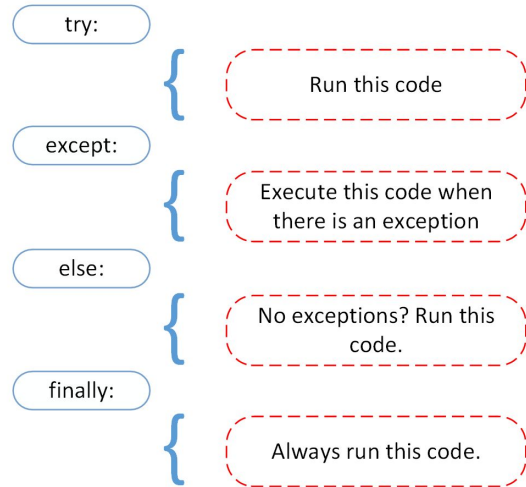 try:
Run this code
except:
Execute this code when
there is an exception
else:
No exceptions? Run this
code.
finally:
Always run this code.